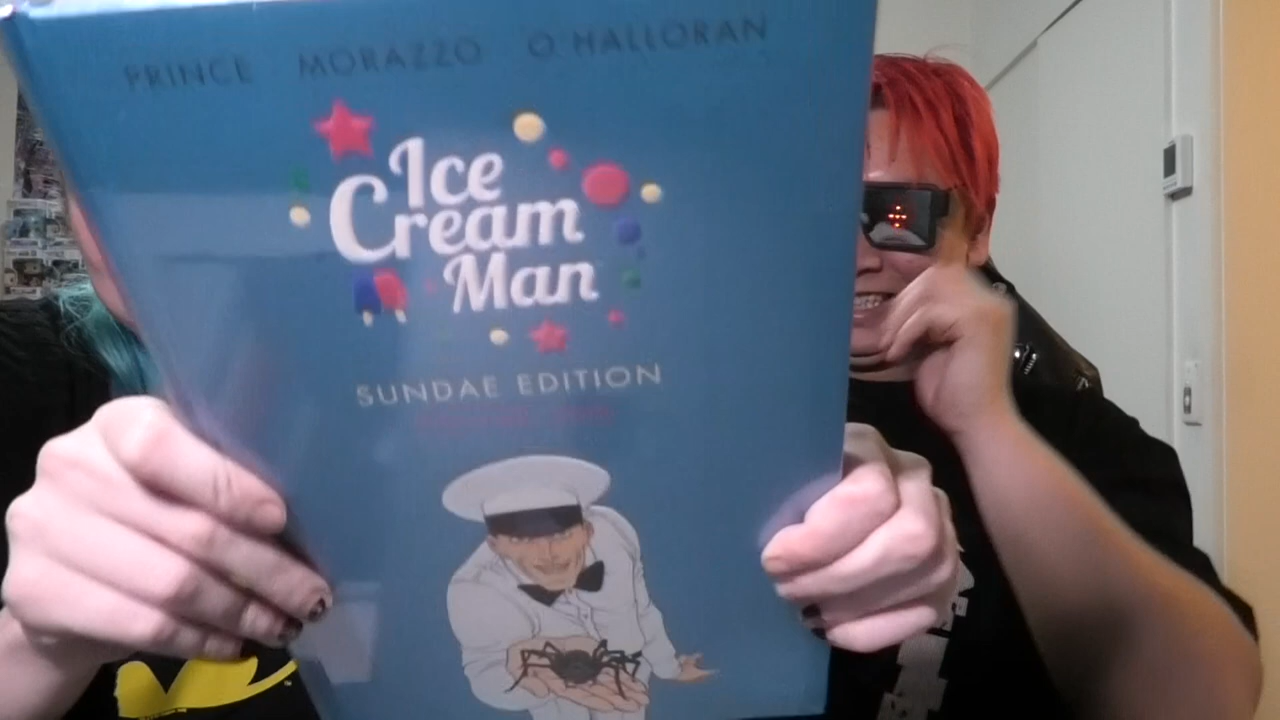 PRINCE MORAZZO O'HALLORAN
Ice
Cream
Man
SUNDAE EDITION